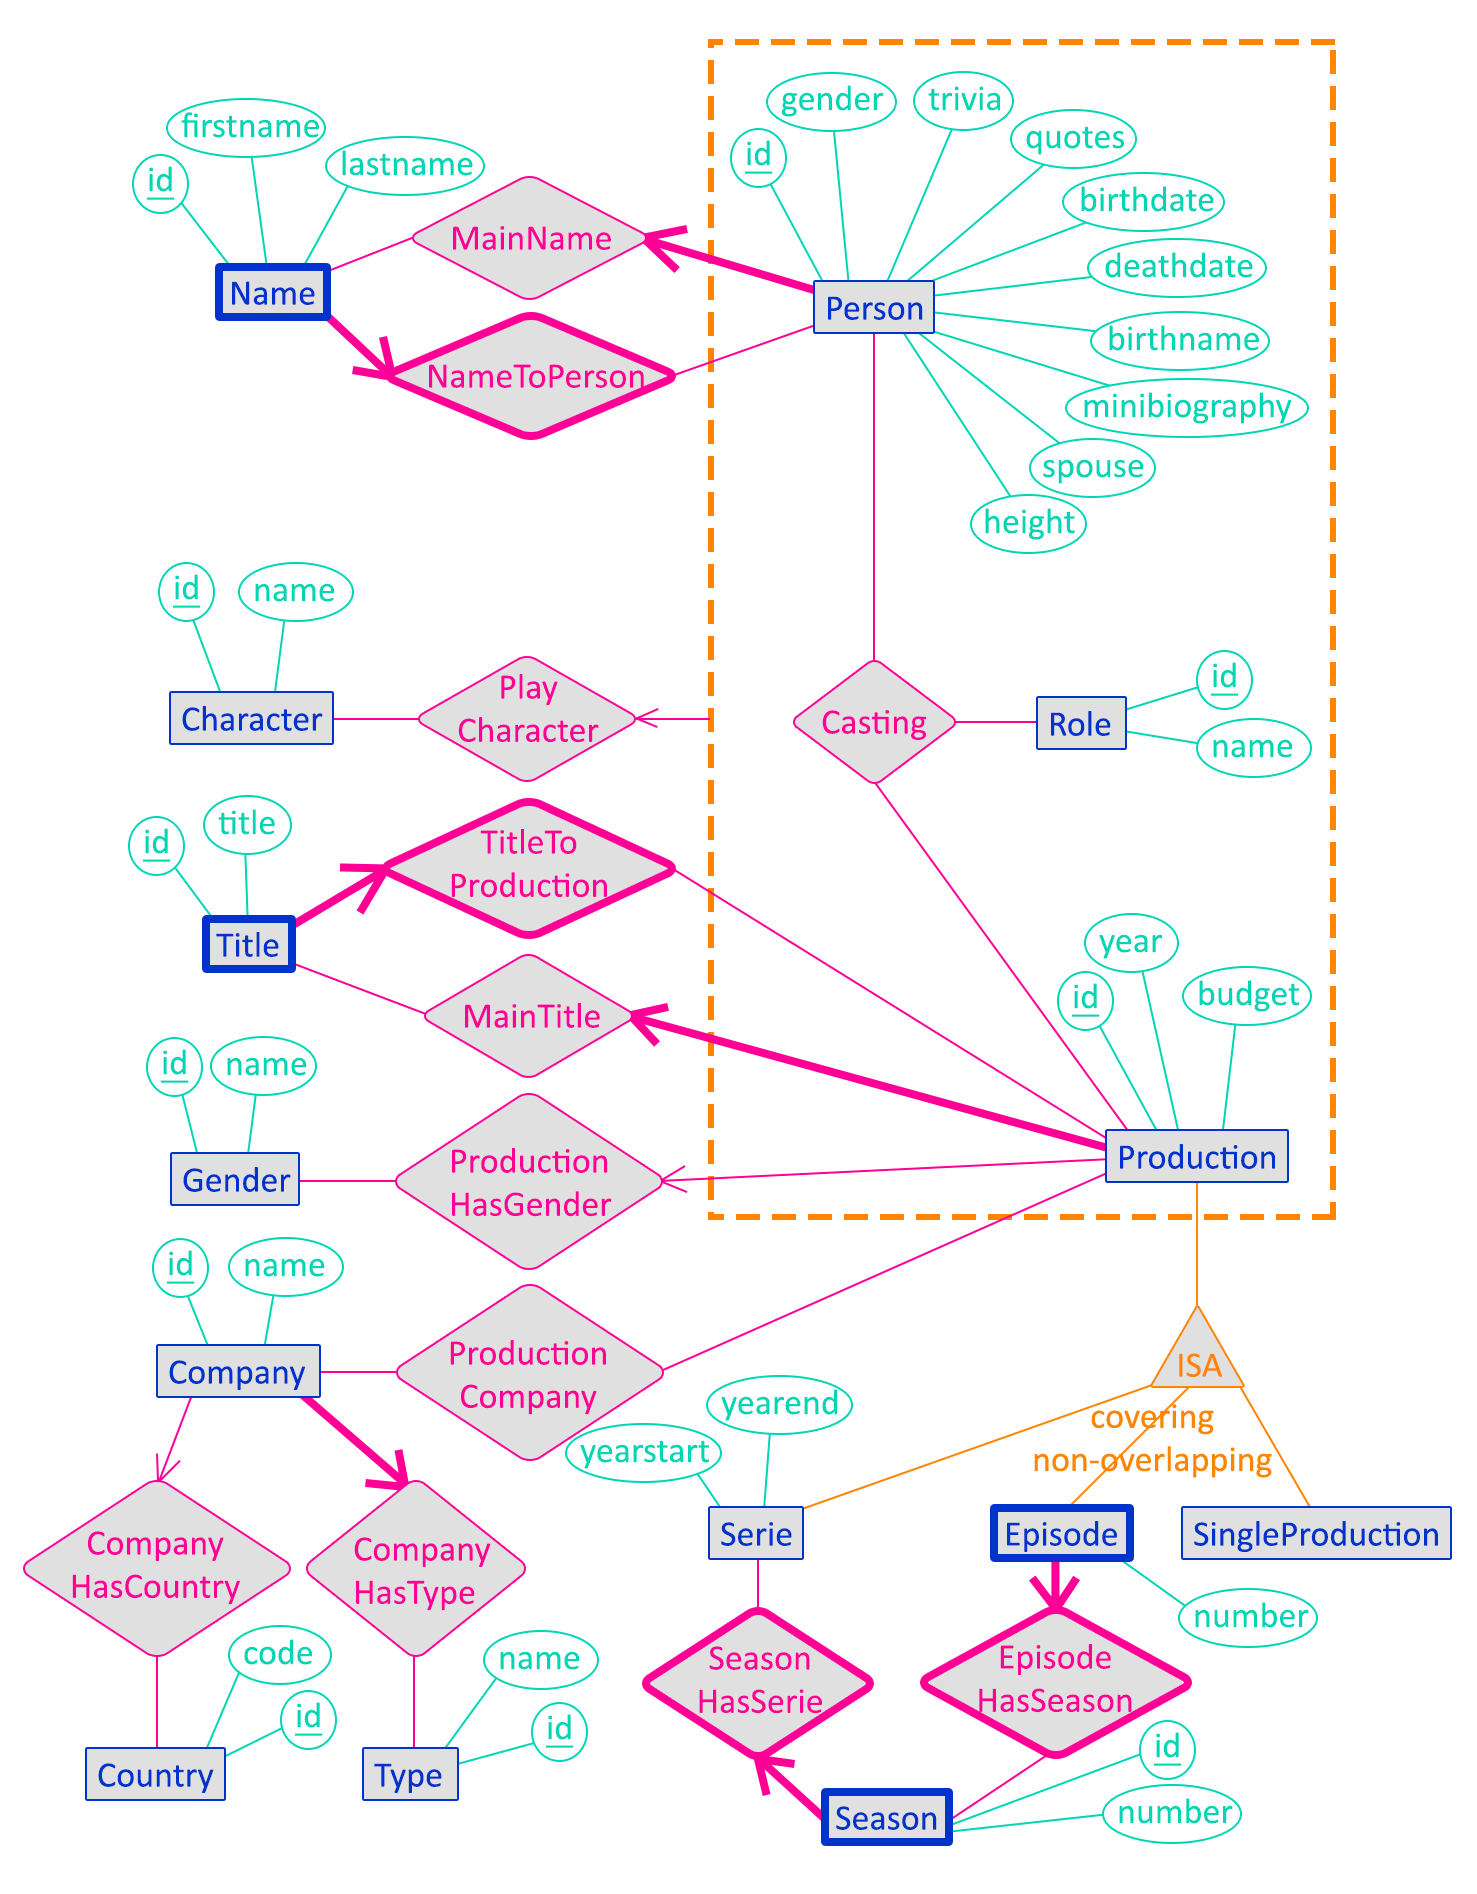 gender
trivia
firstname
quotes
id
lastname
id
birthdate
MainName
deathdate
Name
Person
birthname
NameToPerson
minibiography
spouse
height
id
name
Play
Character
Character
id
Casting
Role
name
id
title
TitleTo
Production
Title
year
id
budget
MainTitle
id
name
Production
HasGender
Gender
Production
id
name
Production
Company
Company
ISA
yearend
covering
yearstart
non-overlapping
Company
HasCountry
Company
HasType
Serie
Episode
SingleProduction
number
code
name
id
id
Season
HasSerie
Episode
HasSeason
id
Country
Type
Season
number